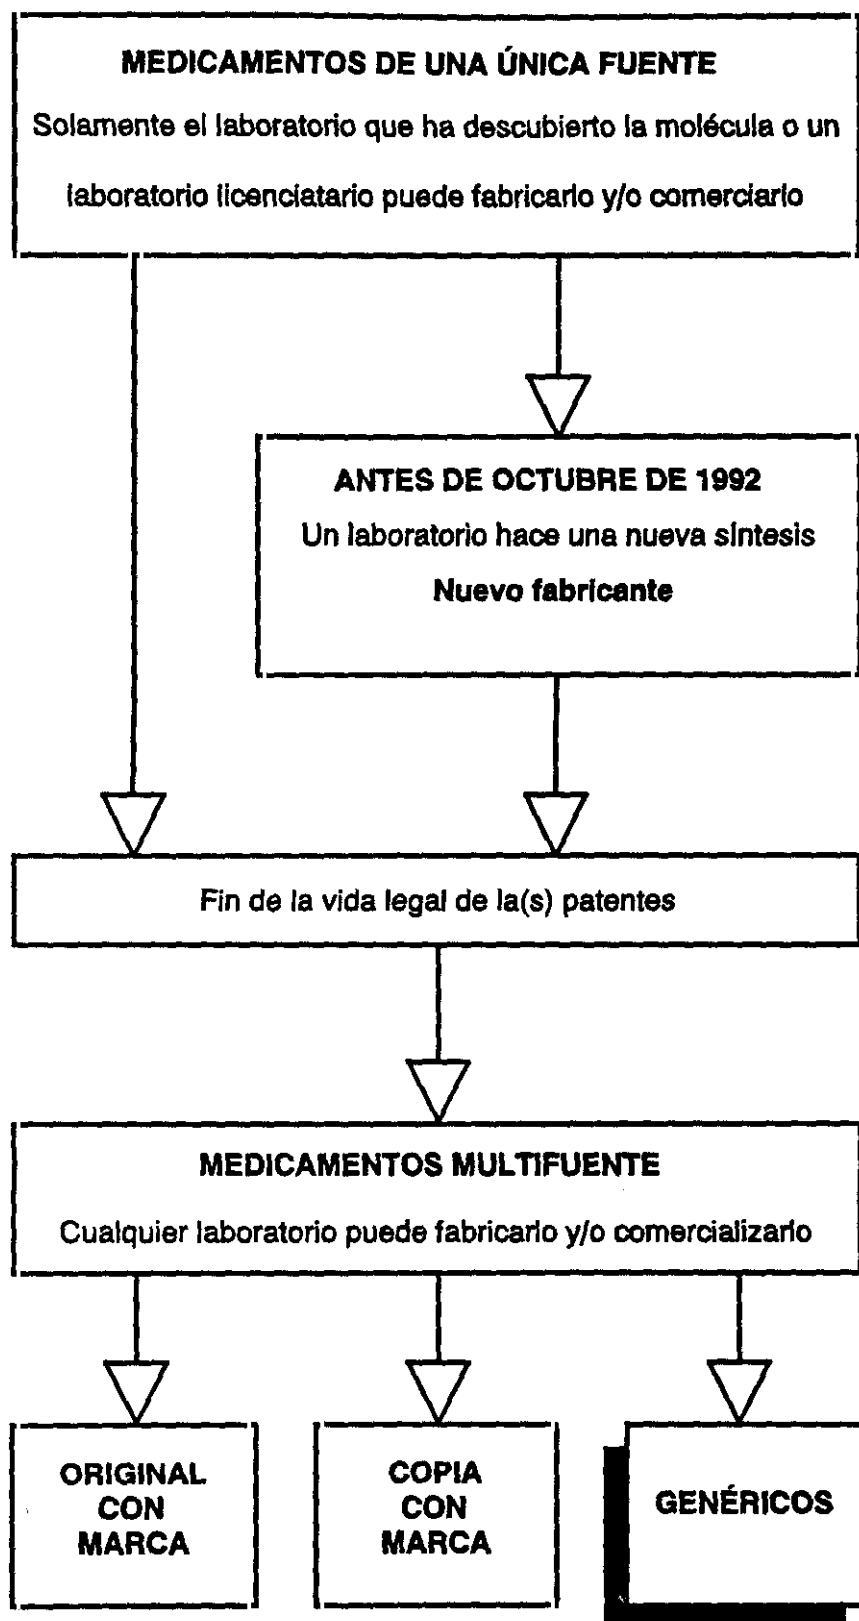 MEDICAMENTOS DE UNA ÚNICA FUENTE
Solamente el laboratorio que ha descubierto la molécula o un
laboratorio licenciatario puede fabricarlo y/o comerciarlo
ANTES DE OCTUBRE DE 1992
Un laboratorio hace una nueva síntesis
Nuevo fabricante
Fin de la vida legal de la(s) patentes
MEDICAMENTOS MULTIFUENTE
Cualquier laboratorio puede fabricarlo y/o comercializarlo
ORIGINAL
CON
MARCA
COPIA
CON
MARCA
GENÉRICOS